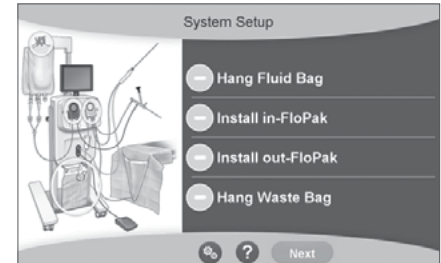 System Setup
Hang Fluid Bag
Install in-FloPak
Install out-FloPak
Hang Waste Bag
?
Next